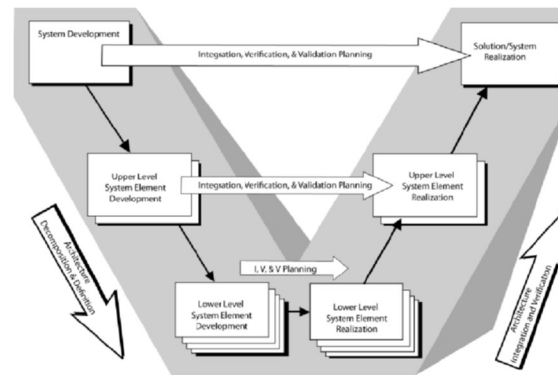 System Development
Integration, Verification, & Validation Planning
Solution/System
Realization
Upper Level
System Element
Development
Integration, Verification, & Validation Planning
Upper Level
System Element
Realization
Architecture
Decomposition & Definition
I, V, & V Planning
Lower Level
System Element
Development
Lower Level
System Element
Realization
Architecture
Integration and Verification